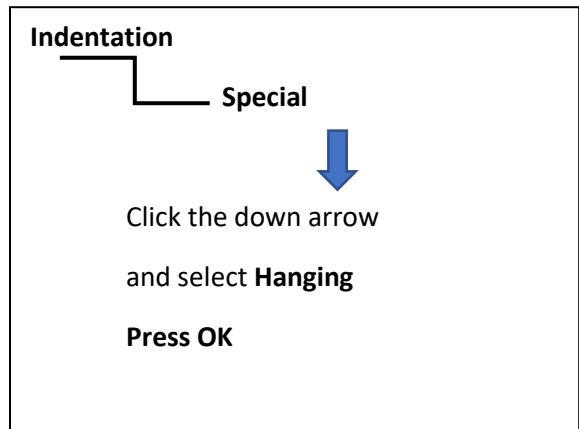 Indentation
Special
Click the down arrow
and select Hanging
Press OK